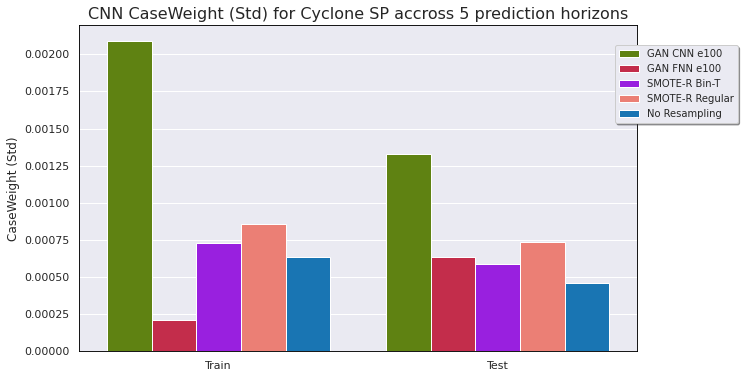 CNN CaseWeight (Std) for Cyclone SP accross 5 prediction horizons
CaseWeight (Std)
0.00200
0.00175
0.00150
0.00125
0.00100
0.00075
0.00050
0.00025
0.00000
Train
Test
GAN CNN e100
GAN FNN e100
SMOTE-R Bin-T
SMOTE-R Regular
No Resampling